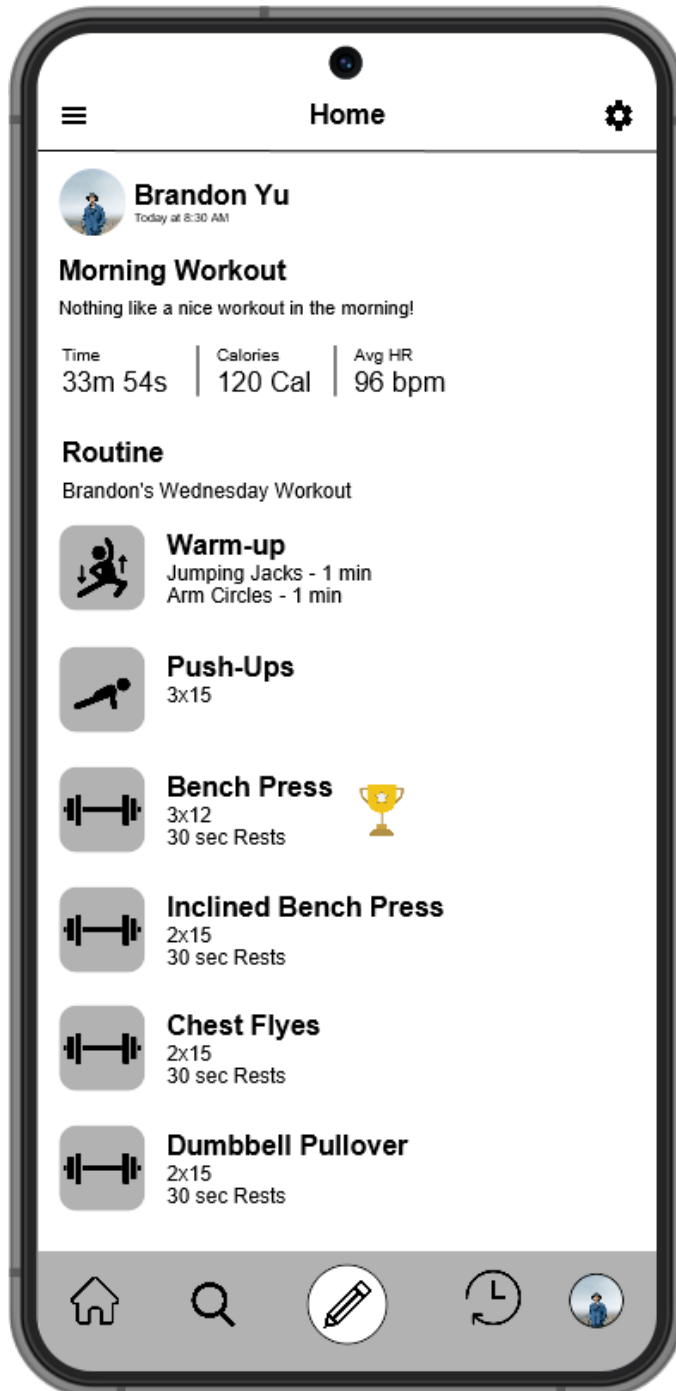 Home
Brandon Yu
Today at 8:30 AM
Morning Workout
Nothing like a nice workout in the morning!
Time
33m 54s
Calories
120 Cal
Avg HR
96 bpm
Routine
Brandon's Wednesday Workout
Warm-up
Jumping Jacks - 1 min
Arm Circles - 1 min
Push-Ups
3x15
Bench Press
3x12
30 sec Rests
Inclined Bench Press
2x15
30 sec Rests
Chest Flyes
2x15
30 sec Rests
Dumbbell Pullover
2x15
30 sec Rests